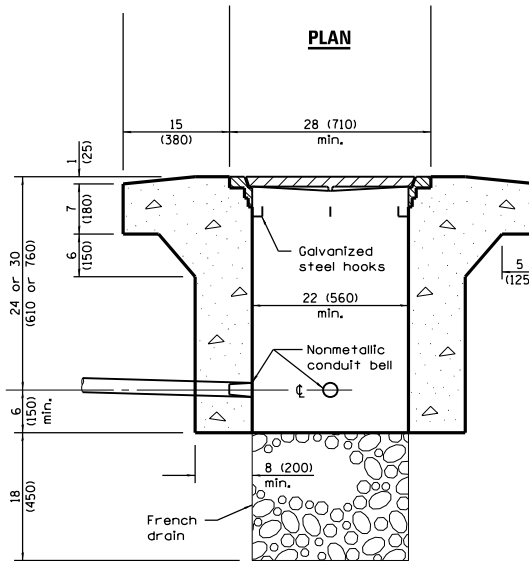 PLAN
15
(380)
28 (710)
min.
1
(25)
7
(180)
6
(150)
24 or 30
(610 or 760)
Galvanized
steel hooks
5
(125
22 (560)
min.
Nonmetallic
conduit bell
℄
6
(150)
min.
8 (200)
min.
18
(450)
French
drain